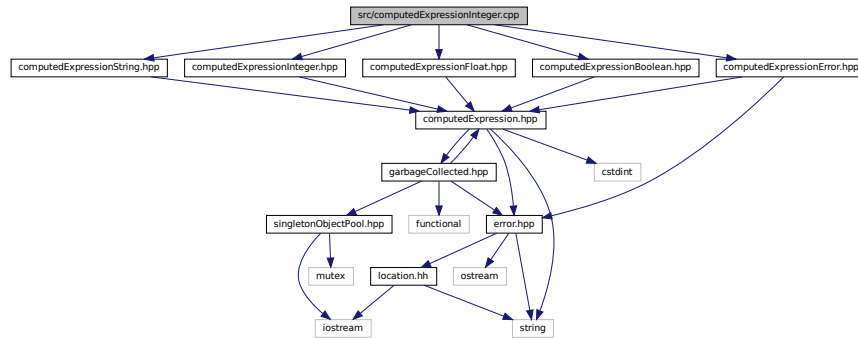 src/computedExpressionInteger.cpp
computedExpressionString.hpp
computedExpressionInteger.hpp
computedExpressionFloat.hpp
computedExpressionBoolean.hpp
computedExpressionError.hpp
computedExpression.hpp
garbageCollected.hpp
cstdint
singletonObjectPool.hpp
functional
error.hpp
mutex
location.hh
ostream
iostream
string